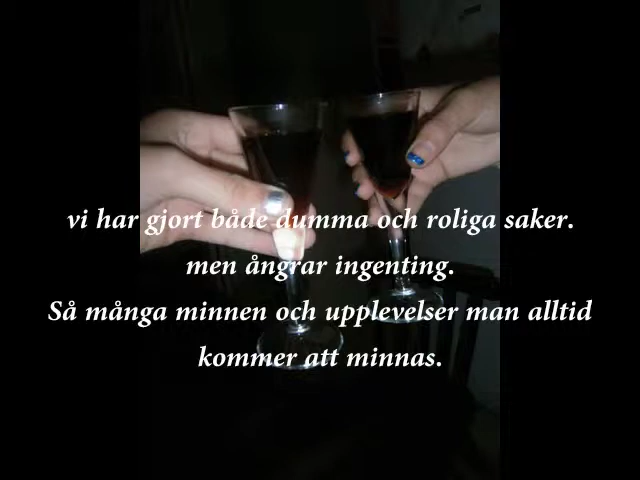 vi har gjort både dumma och roliga saker.
men ångrar ingenting.
Så många minnen och upplevelser man alltid
kommer att minnas.